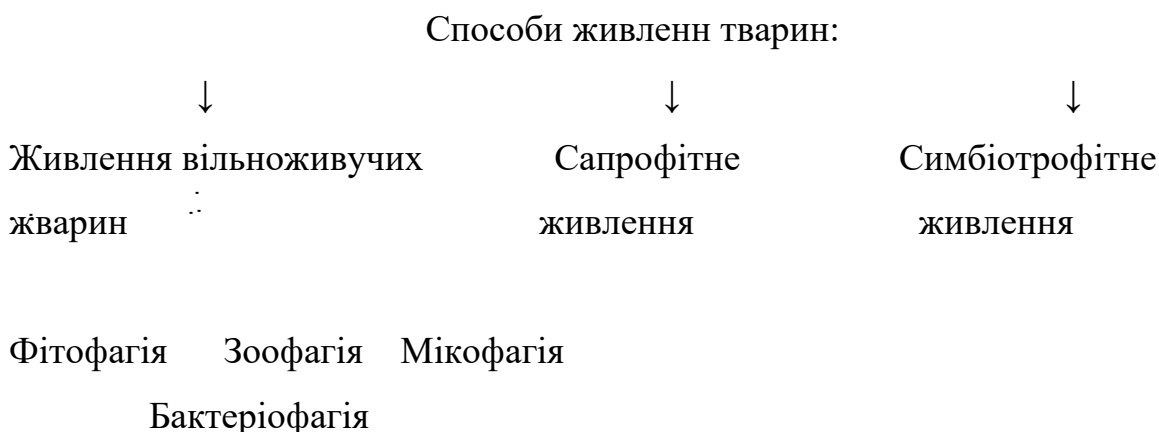 Способи живленн тварин:
↓ ↓ ↓
Живлення вільноживучих Сапрофітне Симбіотрофітне
жварин живлення живлення
Фітофагія Зоофагія Мікофагія
Бактеріофагія